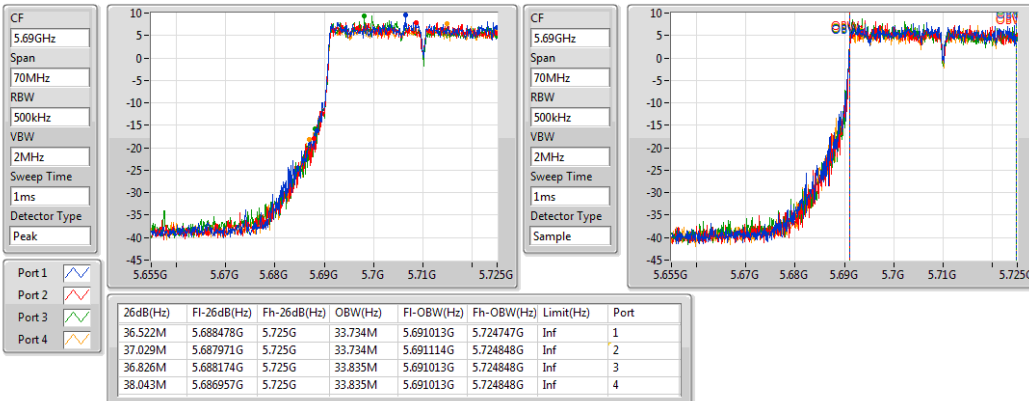 CF
5.69GHz
Span
70MHz
RBW
500kHz
VBW
2MHz
Sweep Time
1ms
Detector Type
Peak
10
5
0
-5
-10
-15
-20
-25
-30
-35
-40
-45
5.655G 5.67G 5.68G 5.69G 5.7G 5.71G 5.725G
CF
5.69GHz
Span
70MHz
RBW
500kHz
VBW
2MHz
Sweep Time
1ms
Detector Type
Sample
10
5
0
-5
-10
-15
-20
-25
-30
-35
-40
-45
5.655G 5.67G 5.68G 5.69G 5.7G 5.71G 5.725G
Port 1
Port 2
Port 3
Port 4
26dB(Hz) Fl-26dB(Hz) Fh-26dB(Hz) OBW(Hz) Fl-OBW(Hz) Fh-OBW(Hz) Limit(Hz) Port
36.522M 5.688478G 5.725G 33.734M 5.691013G 5.724747G Inf 1
37.029M 5.687971G 5.725G 33.734M 5.691114G 5.724848G Inf 2
36.826M 5.688174G 5.725G 33.835M 5.691013G 5.724848G Inf 3
38.043M 5.686957G 5.725G 33.835M 5.691013G 5.724848G Inf 4